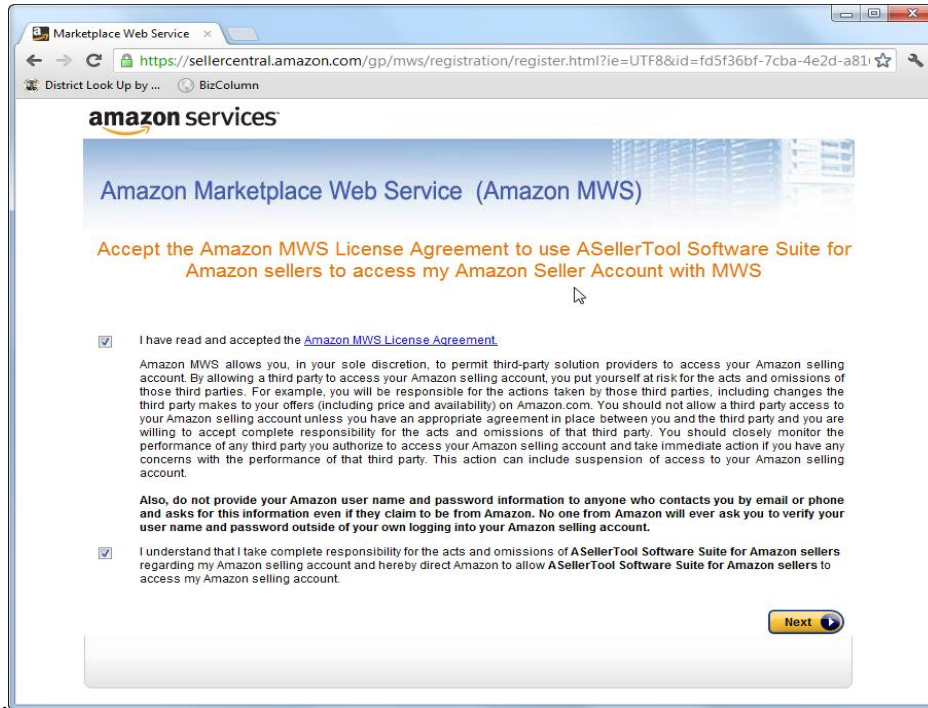 Marketplace Web Service
https://sellercentral.amazon.com/gp/mws/registration/register.html?ie=UTF8&id=fd5f36bf-7cba-4e2d-a81
District Look Up by ... BizColumn
amazon services
Amazon Marketplace Web Service (Amazon MWS)
Accept the Amazon MWS License Agreement to use ASellerTool Software Suite for
Amazon sellers to access my Amazon Seller Account with MWS
I have read and accepted the Amazon MWS License Agreement.
Amazon MWS allows you, in your sole discretion, to permit third-party solution providers to access your Amazon selling
account. By allowing a third party to access your Amazon selling account, you put yourself at risk for the acts and omissions of
those third parties. For example, you will be responsible for the actions taken by those third parties, including changes the
third party makes to your offers (including price and availability) on Amazon.com. You should not allow a third party access to
your Amazon selling account unless you have an appropriate agreement in place between you and the third party and you are
willing to accept complete responsibility for the acts and omissions of that third party. You should closely monitor the
performance of any third party you authorize to access your Amazon selling account and take immediate action if you have any
concerns with the performance of that third party. This action can include suspension of access to your Amazon selling
account.
Also, do not provide your Amazon user name and password information to anyone who contacts you by email or phone
and asks for this information even if they claim to be from Amazon. No one from Amazon will ever ask you to verify your
user name and password outside of your own logging into your Amazon selling account.
I understand that I take complete responsibility for the acts and omissions of ASellerTool Software Suite for Amazon sellers
regarding my Amazon selling account and hereby direct Amazon to allow ASellerTool Software Suite for Amazon sellers to
access my Amazon selling account.
Next